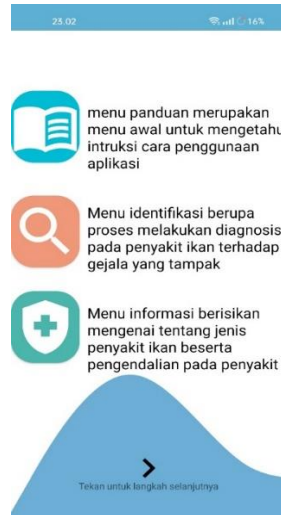 23.02
16%
menu panduan merupakan
menu awal untuk mengetahu
intruksi cara penggunaan
aplikasi
Menu identifikasi berupa
proses melakukan diagnosis
pada penyakit ikan terhadap
gejala yang tampak
Menu informasi berisikan
mengenai tentang jenis
penyakit ikan beserta
pengendalian pada penyakit
Tekan untuk langkah selanjutnya